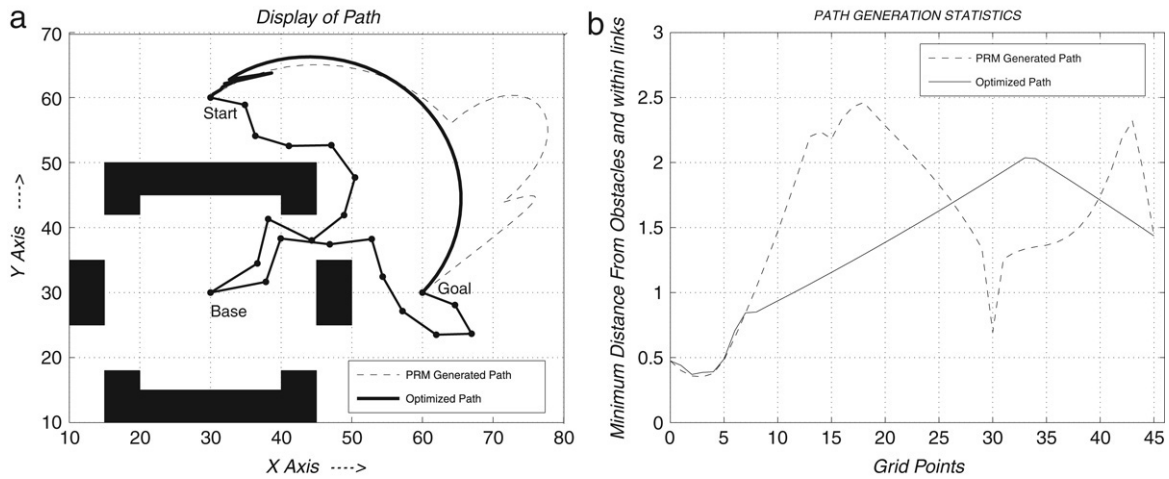 a
Display of Path
70
60
50
40
30
20
10
Y Axis ---->
Start
Base
Goal
PRM Generated Path
Optimized Path
10 20 30 40 50 60 70 80
X Axis ---->
b
PATH GENERATION STATISTICS
Minimum Distance From Obstacles and within links
3
2.5
2
1.5
1
0.5
0
PRM Generated Path
Optimized Path
0 5 10 15 20 25 30 35 40 45
Grid Points